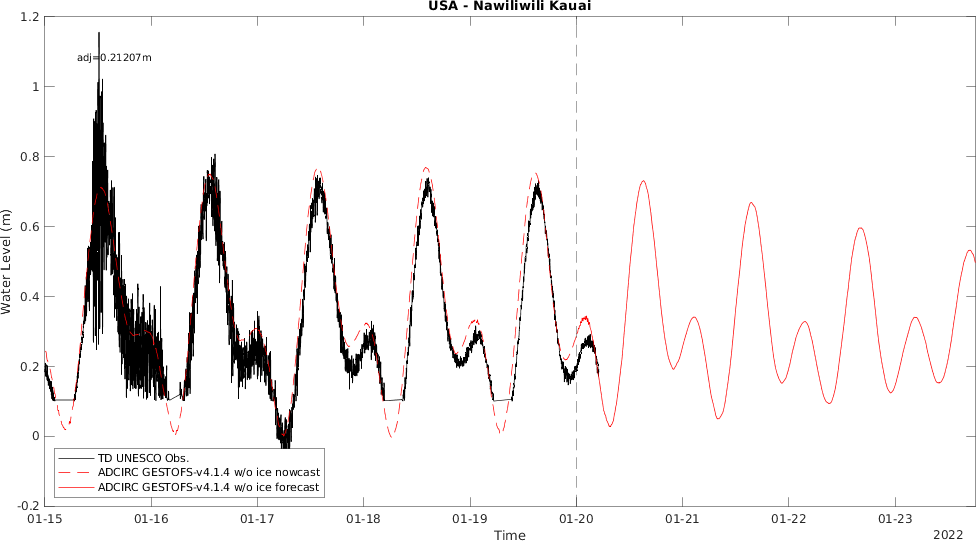 USA - Nawiliwili Kauai
1.2
adj=0.21207m
1
0.8
0.6
0.4
0.2
0
-0.2
Water Level (m)
TD UNESCO Obs.
ADCIRC GESTOFS-v4.1.4 w/o ice nowcast
ADCIRC GESTOFS-v4.1.4 w/o ice forecast
01-15 01-16 01-17 01-18 01-19 01-20 01-21 01-22 01-23
Time
2022